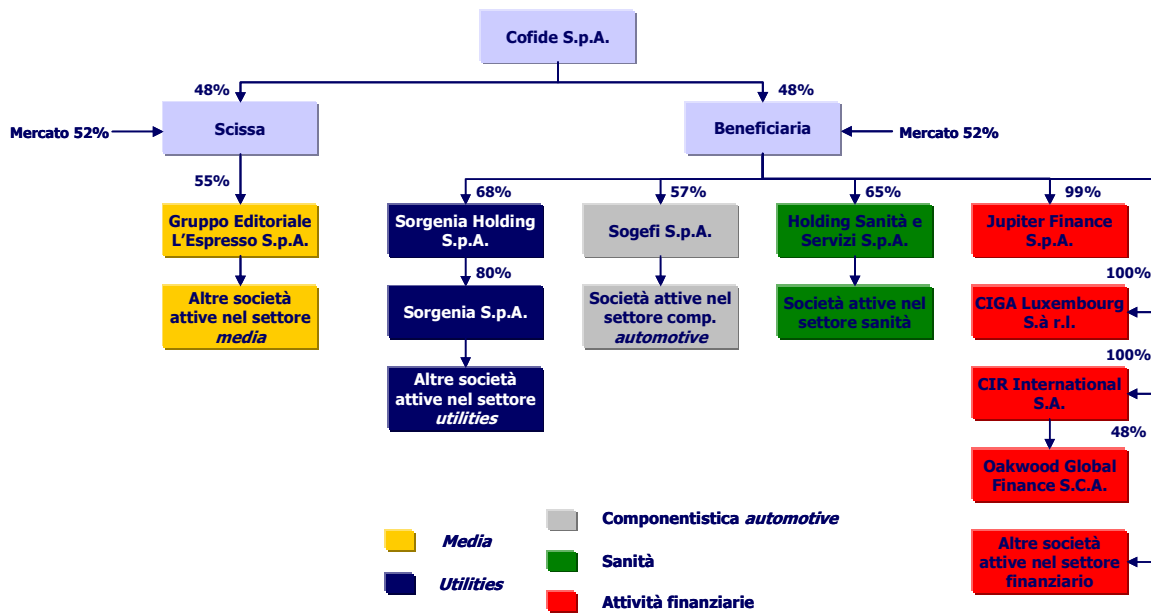 Cofide S.p.A.
48%
48%
Mercato 52%
Scissa
Beneficiaria
Mercato 52%
55%
68%
57%
65%
99%
Gruppo Editoriale
L'Espresso S.p.A.
Sorgenia Holding
S.p.A.
Sogefi S.p.A.
Holding Sanità e
Servizi S.p.A.
Jupiter Finance
S.p.A.
80%
100%
Altre società
attive nel settore
media
Sorgenia S.p.A.
Società attive nel
settore comp.
automotive
Società attive nel
settore sanità
CIGA Luxembourg
S.à r.l.
100%
Altre società
attive nel settore
utilities
CIR International
S.A.
48%
Oakwood Global
Finance S.C.A.
Media
Utilities
Componentistica automotive
Sanità
Attività finanziarie
Altre società
attive nel settore
finanziario